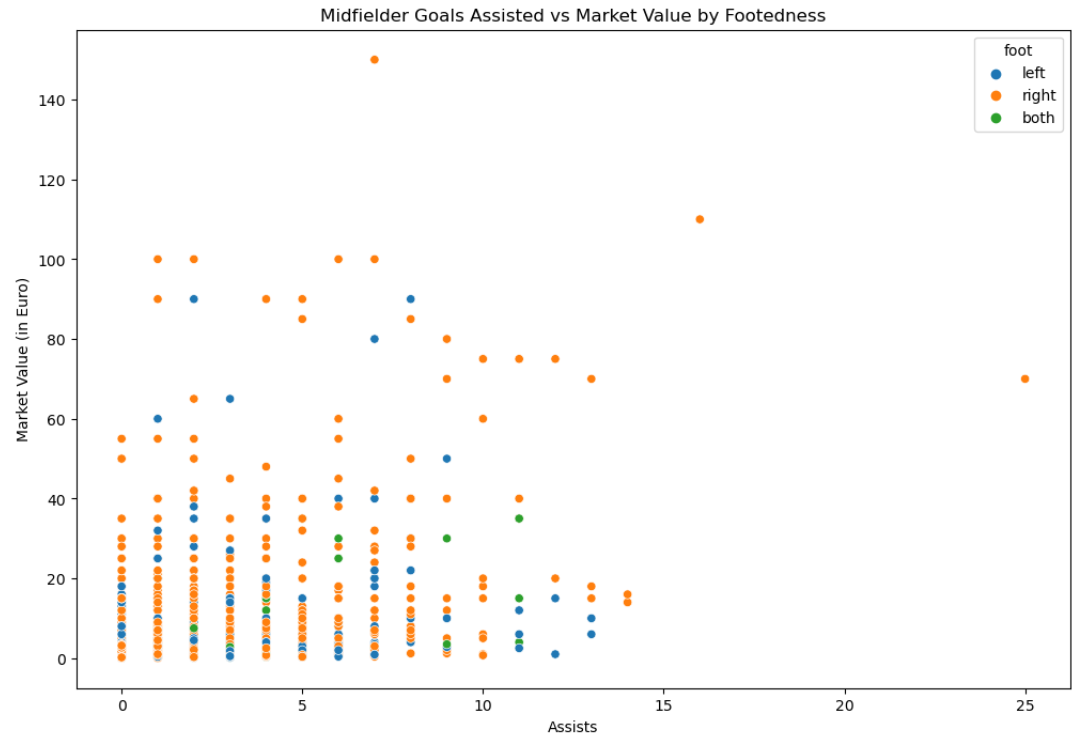 Midfielder Goals Assisted vs Market Value by Footedness
foot
left
right
both
140
120
100
80
60
40
20
0
Market Value (in Euro)
0 5 10 15 20 25
Assists